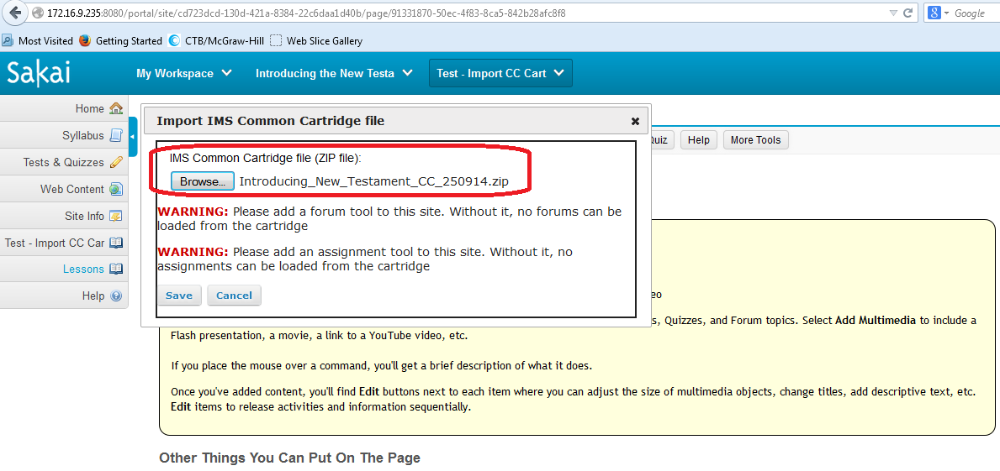 172.16.9.235:8080/portal/site/cd723dcd-130d-421a-8384-22c6daa1d40b/page/91331870-50ec-4f83-8ca5-842b28afc8f8
8 Google
Most Visited Getting Started CTB/McGraw-Hill Web Slice Gallery
Sakai My Workspace Introducing the New Testa Test - Import CC Cart
Home
Syllabus
Tests & Quizzes
Web Content
Site Info
Test - Import CC Car
Lessons
Help
Import IMS Common Cartridge file
IMS Common Cartridge file (ZIP file):
Browse... Introducing_New_Testament_CC_250914.zip
WARNING: Please add a forum tool to this site. Without it, no forums can be
loaded from the cartridge
WARNING: Please add an assignment tool to this site. Without it, no
assignments can be loaded from the cartridge
Save Cancel
uiz Help More Tools
eo
s, Quizzes, and Forum topics. Select Add Multimedia to include a
Flash presentation, a movie, a link to a YouTube video, etc.
If you place the mouse over a command, you'll get a brief description of what it does.
Once you've added content, you'll find Edit buttons next to each item where you can adjust the size of multimedia objects, change titles, add descriptive text, etc.
Edit items to release activities and information sequentially.
Other Things You Can Put On The Page